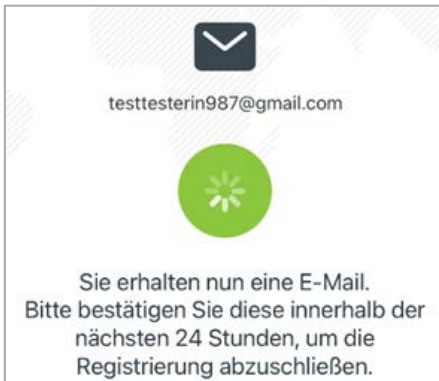 testtesterin987@gmail.com
Sie erhalten nun eine E-Mail.
Bitte bestätigen Sie diese innerhalb der
nächsten 24 Stunden, um die
Registrierung abzuschließen.